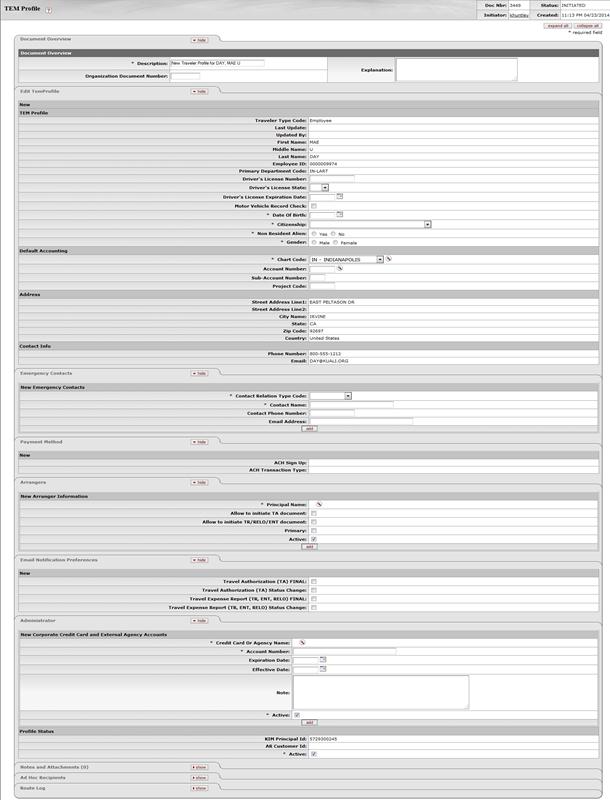 TEM Profile ?
Doc Nbr: 3449 Status: INITIATED
Initiator: khuntley Created: 11:13 PM 04/23/2014
expand all collapse all
* required field
Document Overview hide
Document Overview
* Description: New Traveler Profile for DAY, MAE U
Explanation:
Organization Document Number:
Edit TemProfile hide
New
TEM Profile
Traveler Type Code: Employee
Last Update:
Updated By:
First Name: MAE
Middle Name: U
Last Name: DAY
Employee ID: 0000009974
Primary Department Code: IN-LART
Driver's License Number:
Driver's License State:
Driver's License Expiration Date:
Motor Vehicle Record Check:
* Date Of Birth:
* Citizenship:
* Non Resident Alien: Yes No
* Gender: Male Female
Default Accounting
* Chart Code: IN - INDIANAPOLIS
Account Number:
Sub-Account Number:
Project Code:
Address
Street Address Line1: EAST PELTASON DR
Street Address Line2:
City Name: IRVINE
State: CA
Zip Code: 92697
Country: United States
Contact Info
Phone Number: 800-555-1212
Email: DAY@KUALI.ORG
Emergency Contacts hide
New Emergency Contacts
* Contact Relation Type Code:
* Contact Name:
Contact Phone Number:
Email Address:
add
Payment Method hide
New
ACH Sign Up:
ACH Transaction Type:
Arrangers hide
New Arranger Information
* Principal Name:
Allow to initiate TA document:
Allow to initiate TR/RELO/ENT document:
Primary:
Active:
add
Email Notification Preferences hide
New
Travel Authorization (TA) FINAL:
Travel Authorization (TA) Status Change:
Travel Expense Report (TR, ENT, RELO) FINAL:
Travel Expense Report (TR, ENT, RELO) Status Change:
Administrator hide
New Corporate Credit Card and External Agency Accounts
* Credit Card Or Agency Name:
* Account Number:
Expiration Date:
Effective Date:
Note:
* Active:
add
Profile Status
KIM Principal Id: 5729300245
AR Customer Id:
* Active:
Notes and Attachments (0) show
Ad Hoc Recipients show
Route Log show